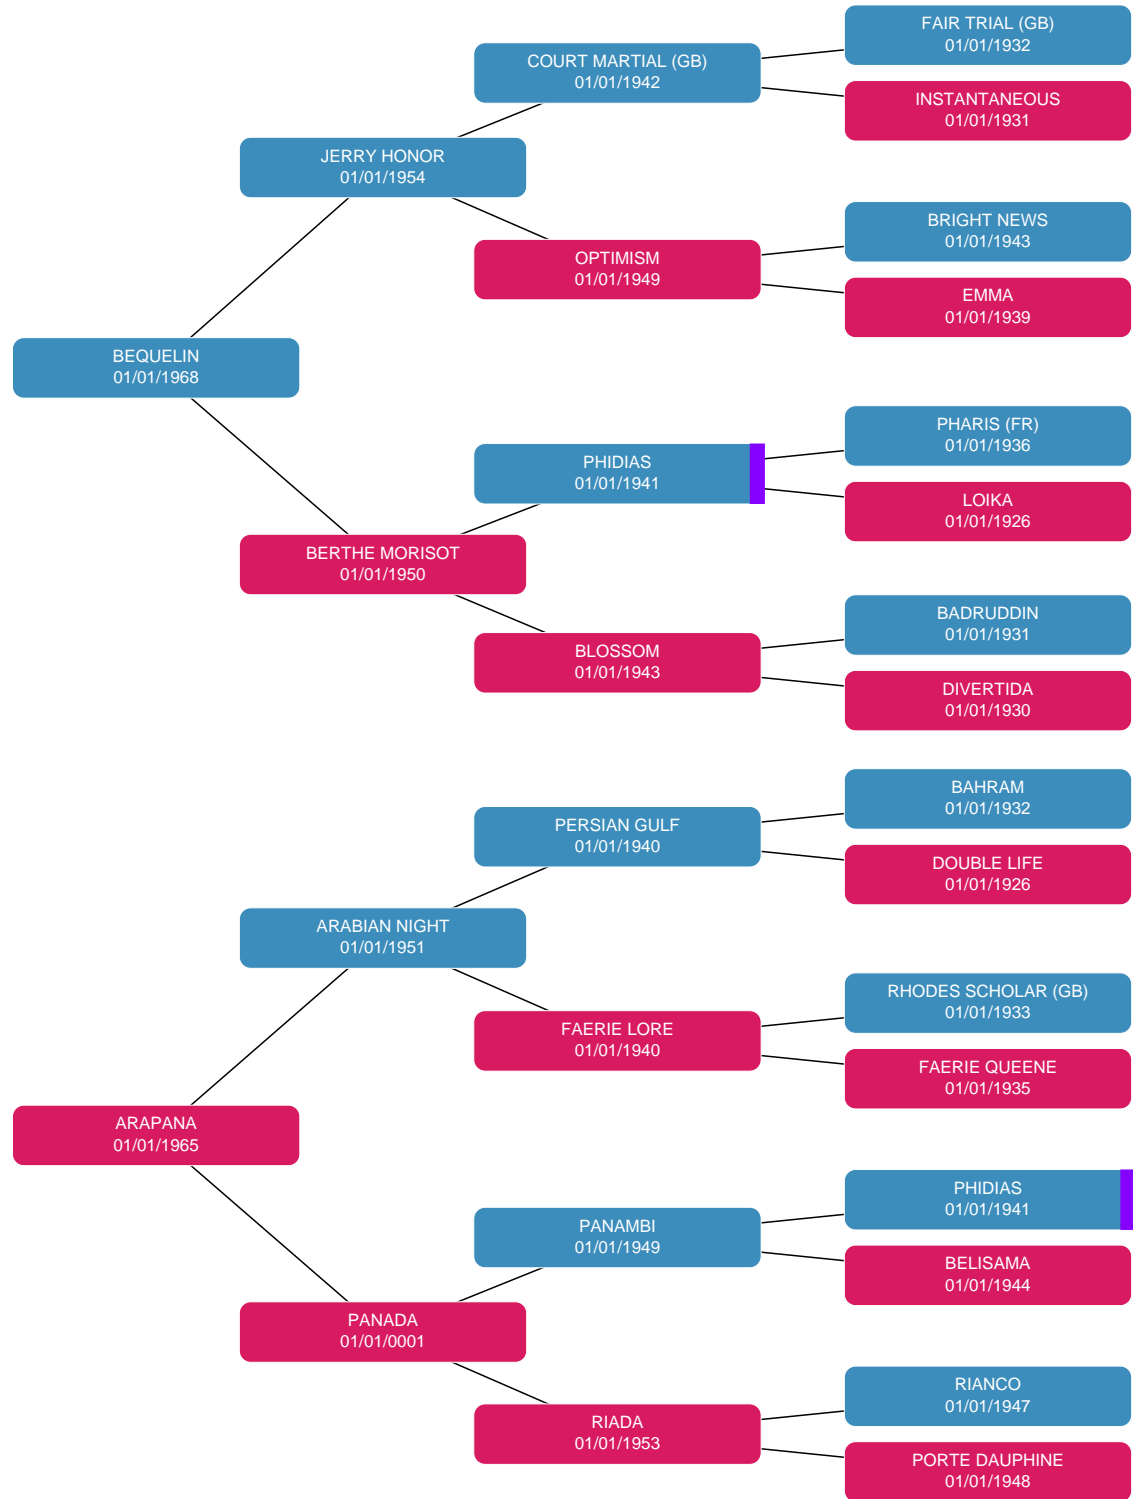 FAIR TRIAL (GB)
01/01/1932
COURT MARTIAL (GB)
01/01/1942
INSTANTANEOUS
01/01/1931
JERRY HONOR
01/01/1954
BRIGHT NEWS
01/01/1943
OPTIMISM
01/01/1949
EMMA
01/01/1939
BEQUELIN
01/01/1968
PHARIS (FR)
01/01/1936
PHIDIAS
01/01/1941
LOIKA
01/01/1926
BERTHE MORISOT
01/01/1950
BADRUDDIN
01/01/1931
BLOSSOM
01/01/1943
DIVERTIDA
01/01/1930
BAHRAM
01/01/1932
PERSIAN GULF
01/01/1940
DOUBLE LIFE
01/01/1926
ARABIAN NIGHT
01/01/1951
RHODES SCHOLAR (GB)
01/01/1933
FAERIE LORE
01/01/1940
FAERIE QUEENE
01/01/1935
ARAPANA
01/01/1965
PHIDIAS
01/01/1941
PANAMBI
01/01/1949
BELISAMA
01/01/1944
PANADA
01/01/0001
RIANCO
01/01/1947
RIADA
01/01/1953
PORTE DAUPHINE
01/01/1948